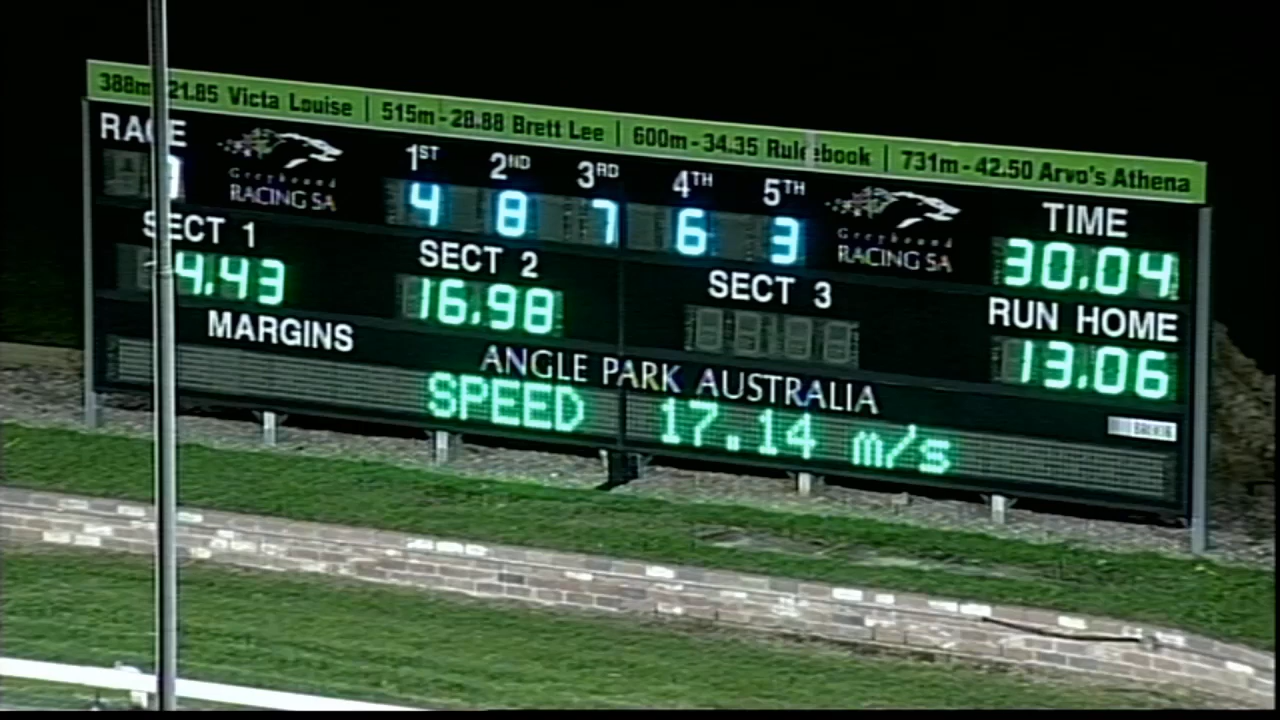 388m 21.85 Victa Louise | 515m - 28.88 Brett Lee | 600m - 34.35 Rulebook | 731m - 42.50 Arvo's Athena
RACE
Greyhound
RACING SA
1ST 2ND 3RD 4TH 5TH
4 8 7 6 3
Greyhound
RACING SA
TIME
30.04
SECT 1
4.43
SECT 2
16.98
SECT 3
RUN HOME
13.06
MARGINS
ANGLE PARK AUSTRALIA
SPEED 17.14 m/s